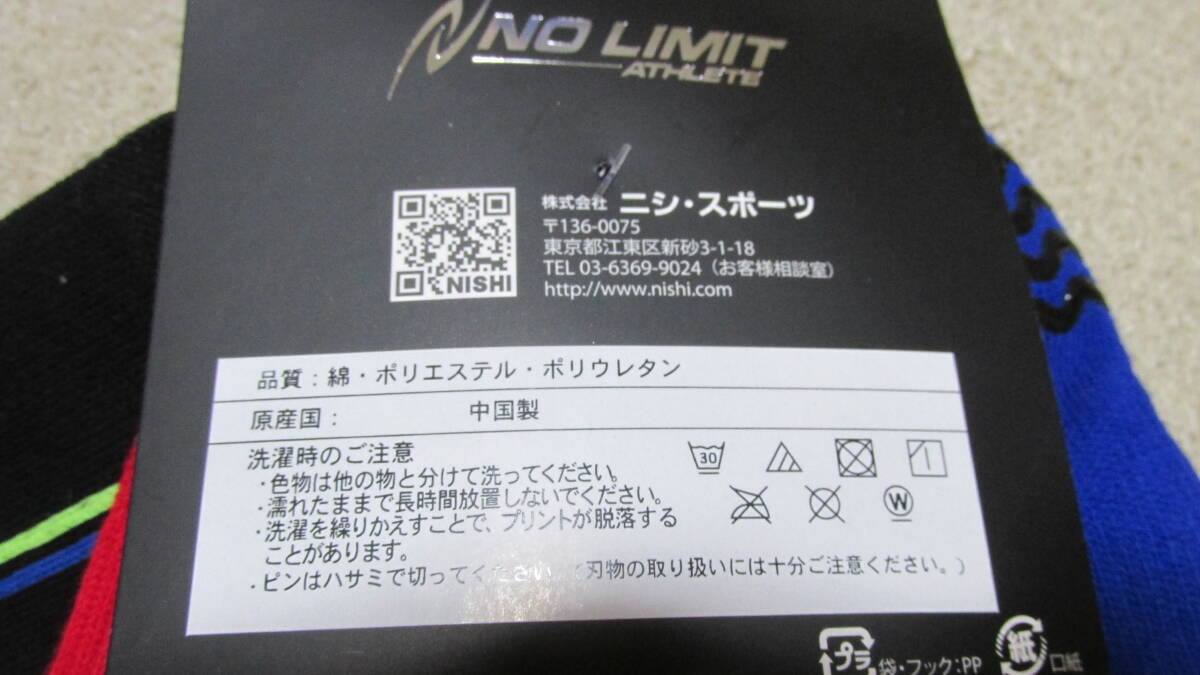 NO LIMIT
ATHLETE
株式会社 ニシ・スポーツ
〒136-0075
東京都江東区新砂3-1-18
TEL 03-6369-9024（お客様相談室）
http://www.nishi.com
NISHI
品質：綿・ポリエステル・ポリウレタン
原産国： 中国製
洗濯時のご注意
・色物は他の物と分けて洗ってください。
・濡れたままで長時間放置しないでください。
・洗濯を繰りかえすことで、プリントが脱落する
ことがあります。
・ピンはハサミで切ってください 刃物の取り扱いには十分ご注意ください。)
30
W
プラ 袋・フック:PP
紙 口紙